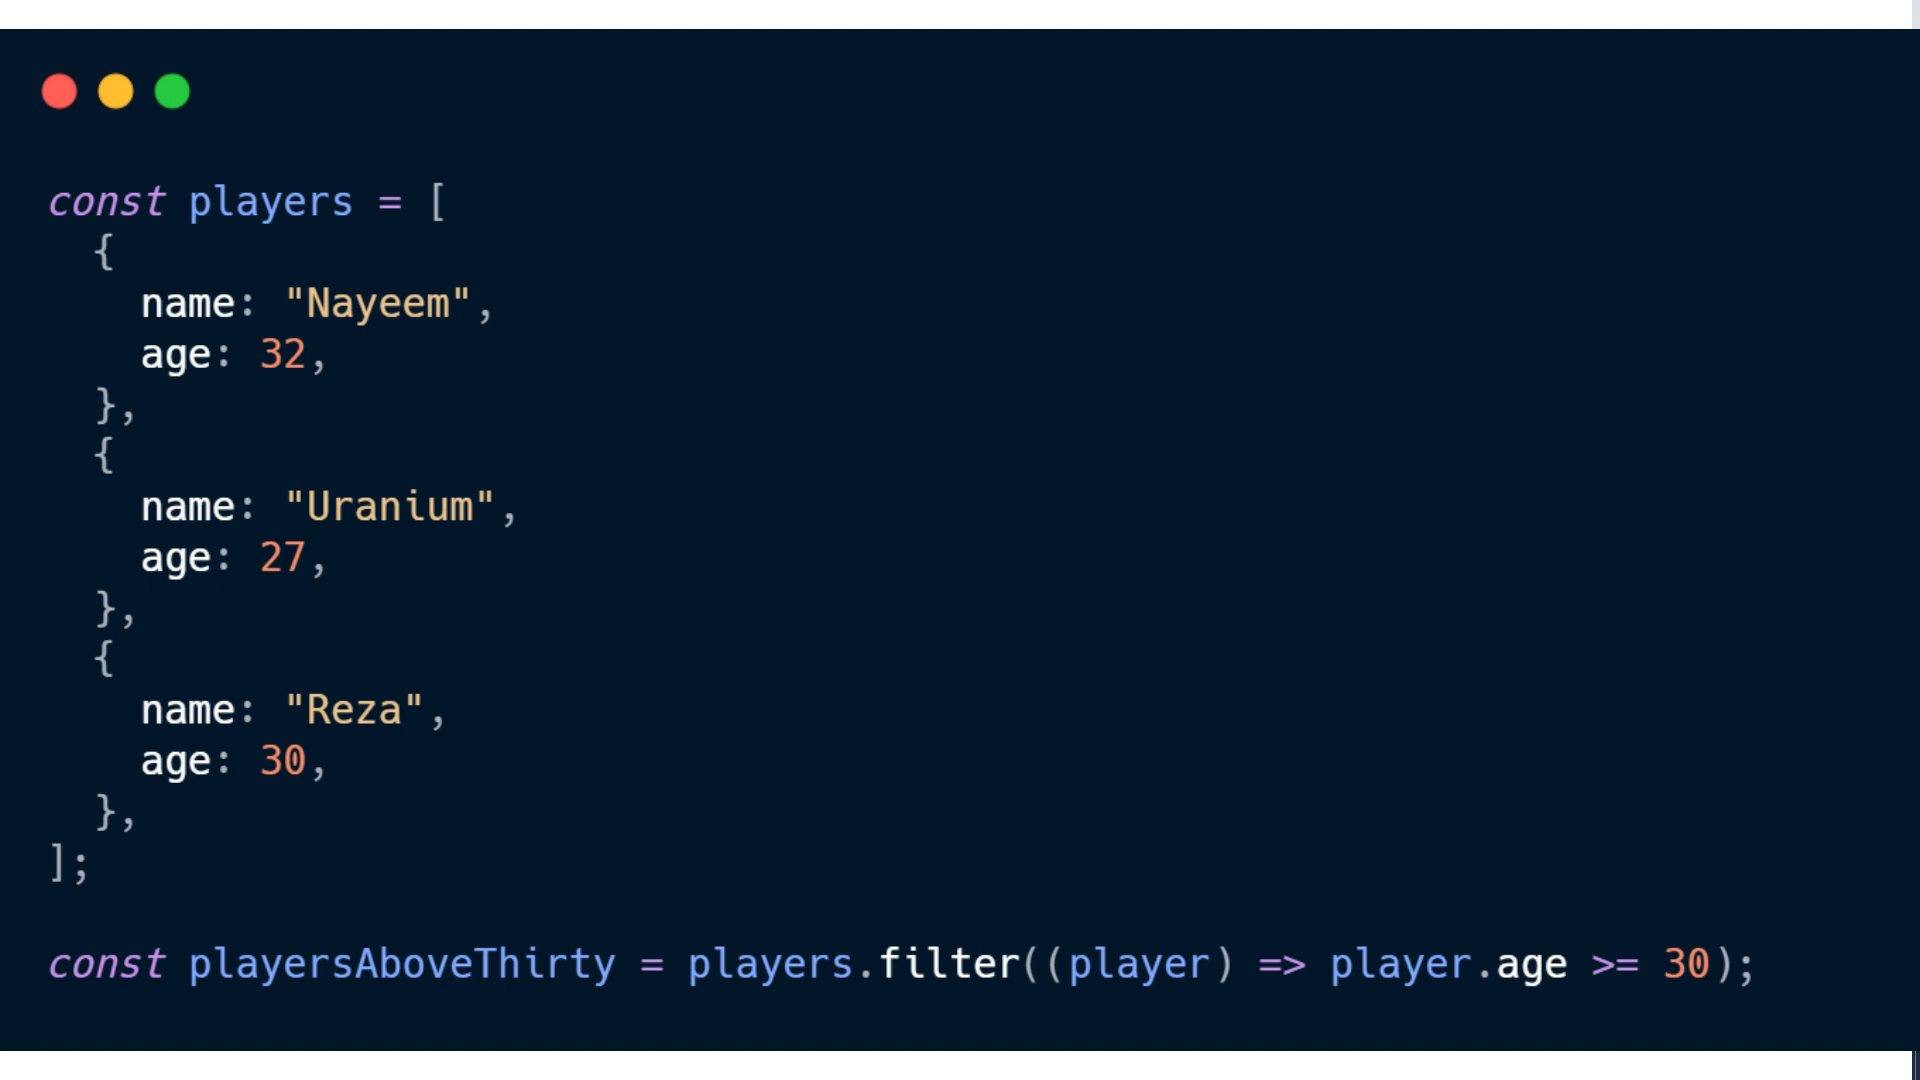 const players = [
  {
    name: "Nayeem",
    age: 32,
  },
  {
    name: "Uranium",
    age: 27,
  },
  {
    name: "Reza",
    age: 30,
  },
];

const playersAboveThirty = players.filter((player) => player.age >= 30);